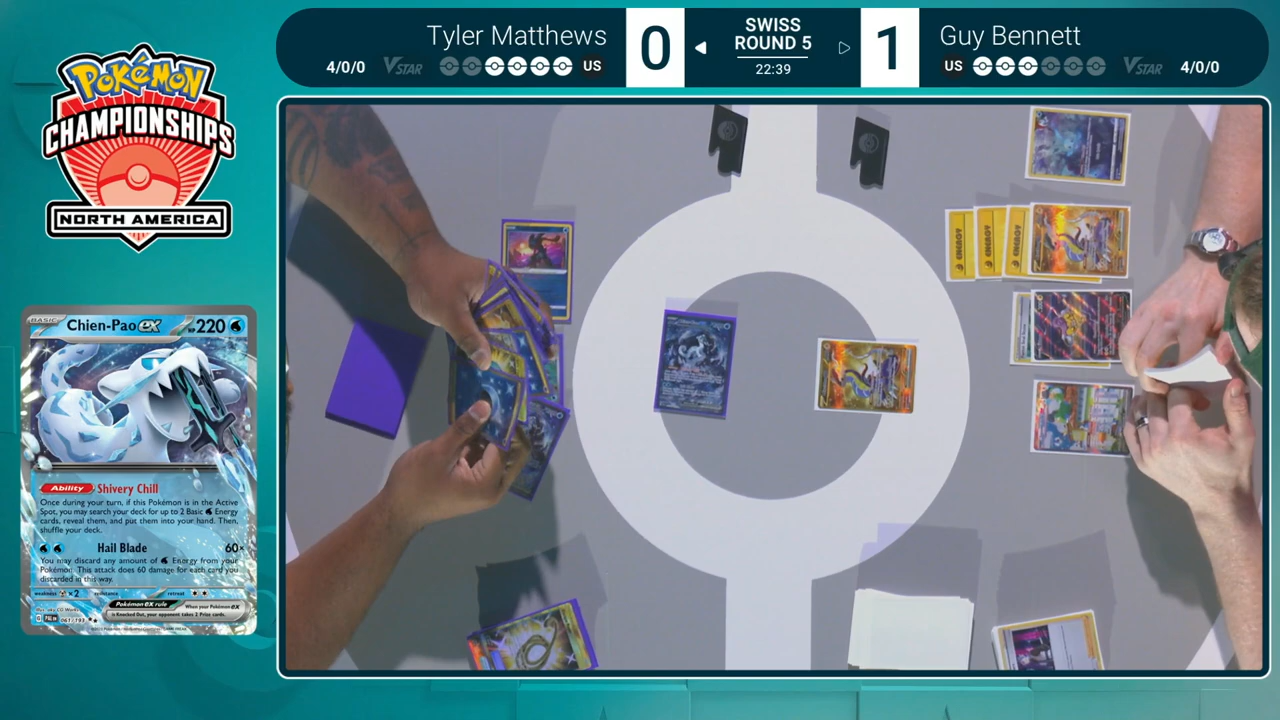 Tyler Matthews
0
SWISS
ROUND 5
22:39
1
Guy Bennett
4/0/0
VSTAR
US
US
VSTAR
4/0/0
Pokémon
CHAMPIONSHIPS
NORTH AMERICA
ENERGY
ENERGY
ENERGY
BASIC
Chien-Pao ex
HP 220
Ability Shivery Chill
Once during your turn, if this Pokémon is in the Active
Spot, you may search your deck for up to 2 Basic Energy
cards, reveal them, and put them into your hand. Then,
shuffle your deck.
Hail Blade 60×
You may discard any amount of Energy from your
Pokémon. This attack does 60 damage for each card you
discarded in this way.
weakness ×2 resistance retreat
Pokémon ex rule
When your Pokémon ex
is Knocked Out, your opponent takes 2 Prize cards.
061/193